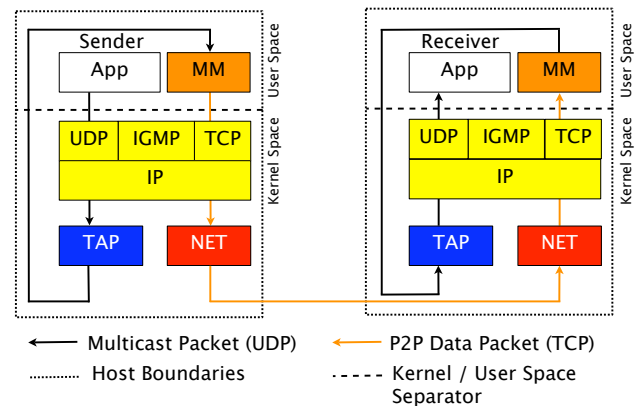 Sender
App
MM
User Space
UDP
IGMP
TCP
IP
Kernel Space
TAP
NET
Receiver
App
MM
User Space
UDP
IGMP
TCP
IP
Kernel Space
TAP
NET
Multicast Packet (UDP)
P2P Data Packet (TCP)
Host Boundaries
Kernel / User Space
Separator